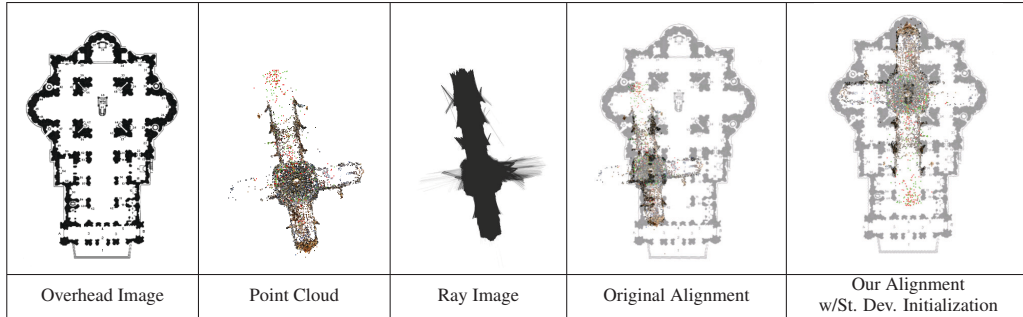 Overhead Image
Point Cloud
Ray Image
Original Alignment
Our Alignment
w/St. Dev. Initialization